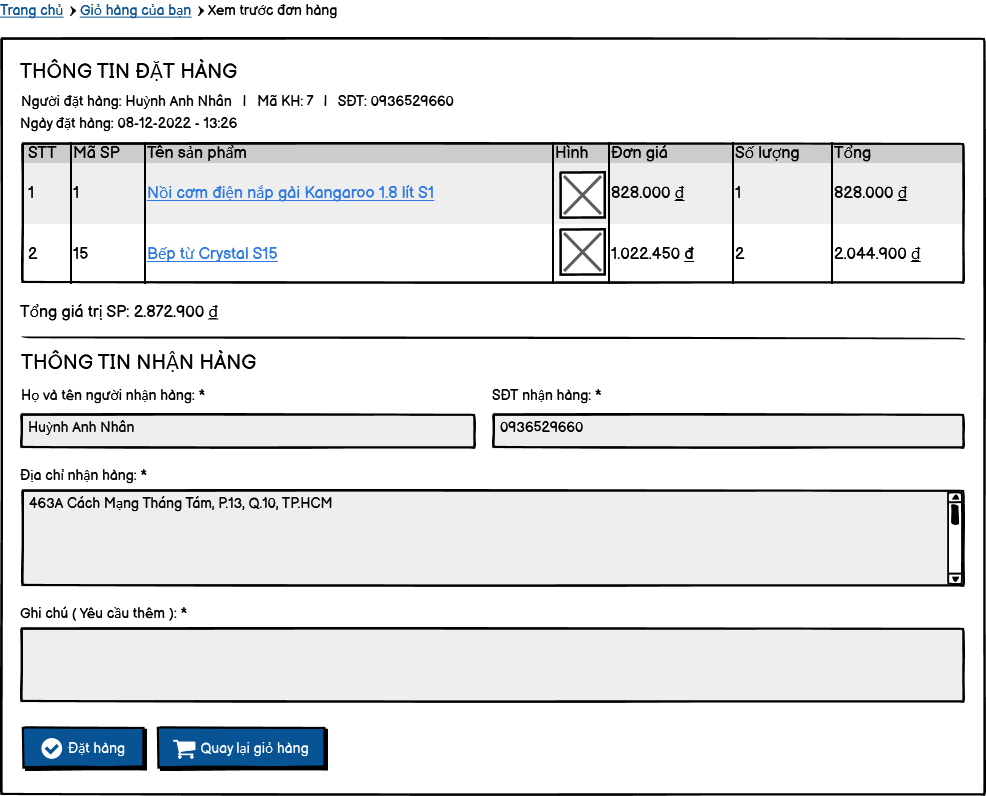 Trang chủ > Giỏ hàng của bạn > Xem trước đơn hàng
THÔNG TIN ĐẶT HÀNG
Người đặt hàng: Huỳnh Anh Nhân | Mã KH: 7 | SĐT: 0936529660
Ngày đặt hàng: 08-12-2022 - 13:26
STT Mã SP Tên sản phẩm Hình Đơn giá Số lượng Tổng
1 1 Nồi cơm điện nắp gài Kangaroo 1.8 lít S1 828.000 đ 1 828.000 đ
2 15 Bếp từ Crystal S15 1.022.450 đ 2 2.044.900 đ
Tổng giá trị SP: 2.872.900 đ
THÔNG TIN NHẬN HÀNG
Họ và tên người nhận hàng: * SĐT nhận hàng: *
Huỳnh Anh Nhân 0936529660
Địa chỉ nhận hàng: *
463A Cách Mạng Tháng Tám, P.13, Q.10, TP.HCM
Ghi chú ( Yêu cầu thêm ): *
Đặt hàng Quay lại giỏ hàng